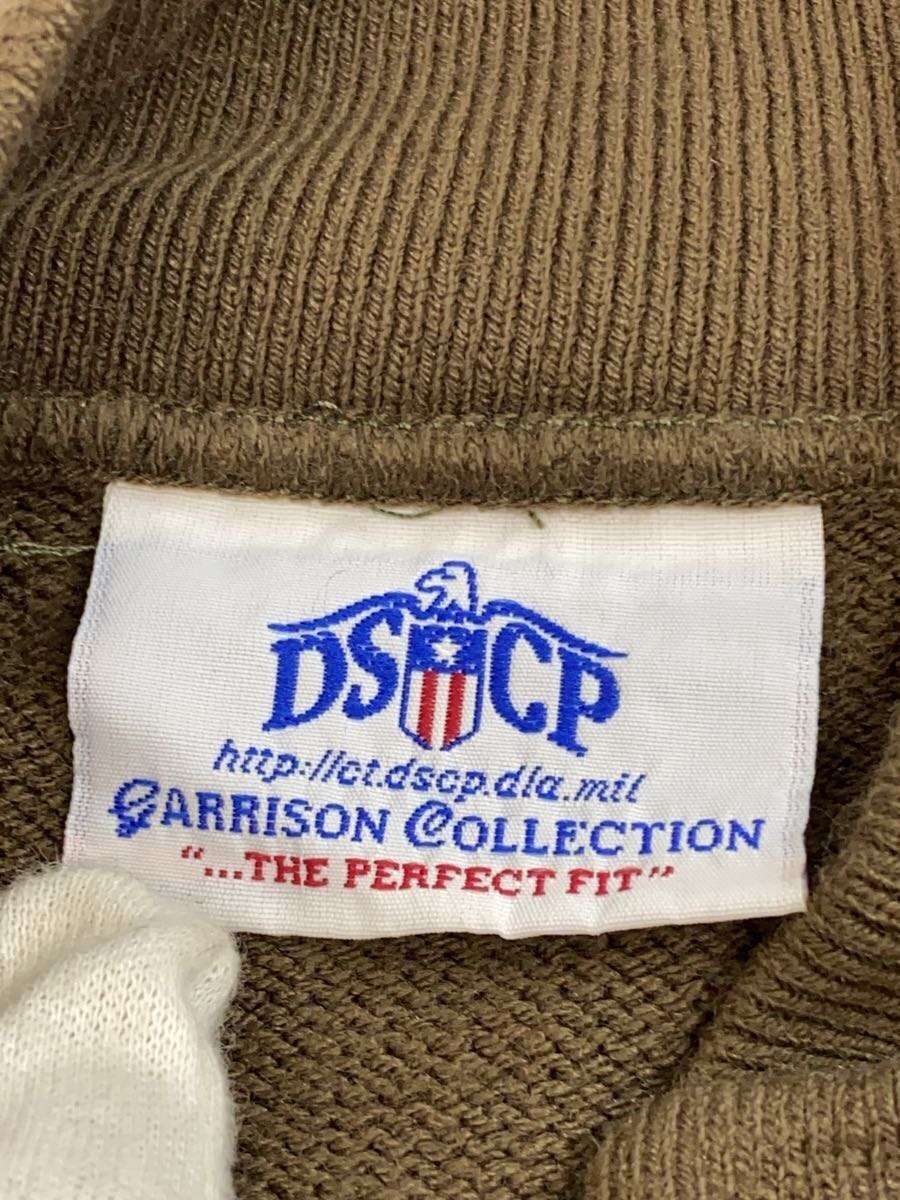 DSCP
http://ct.dscp.dla.mil
GARRISON COLLECTION
"...THE PERFECT FIT"